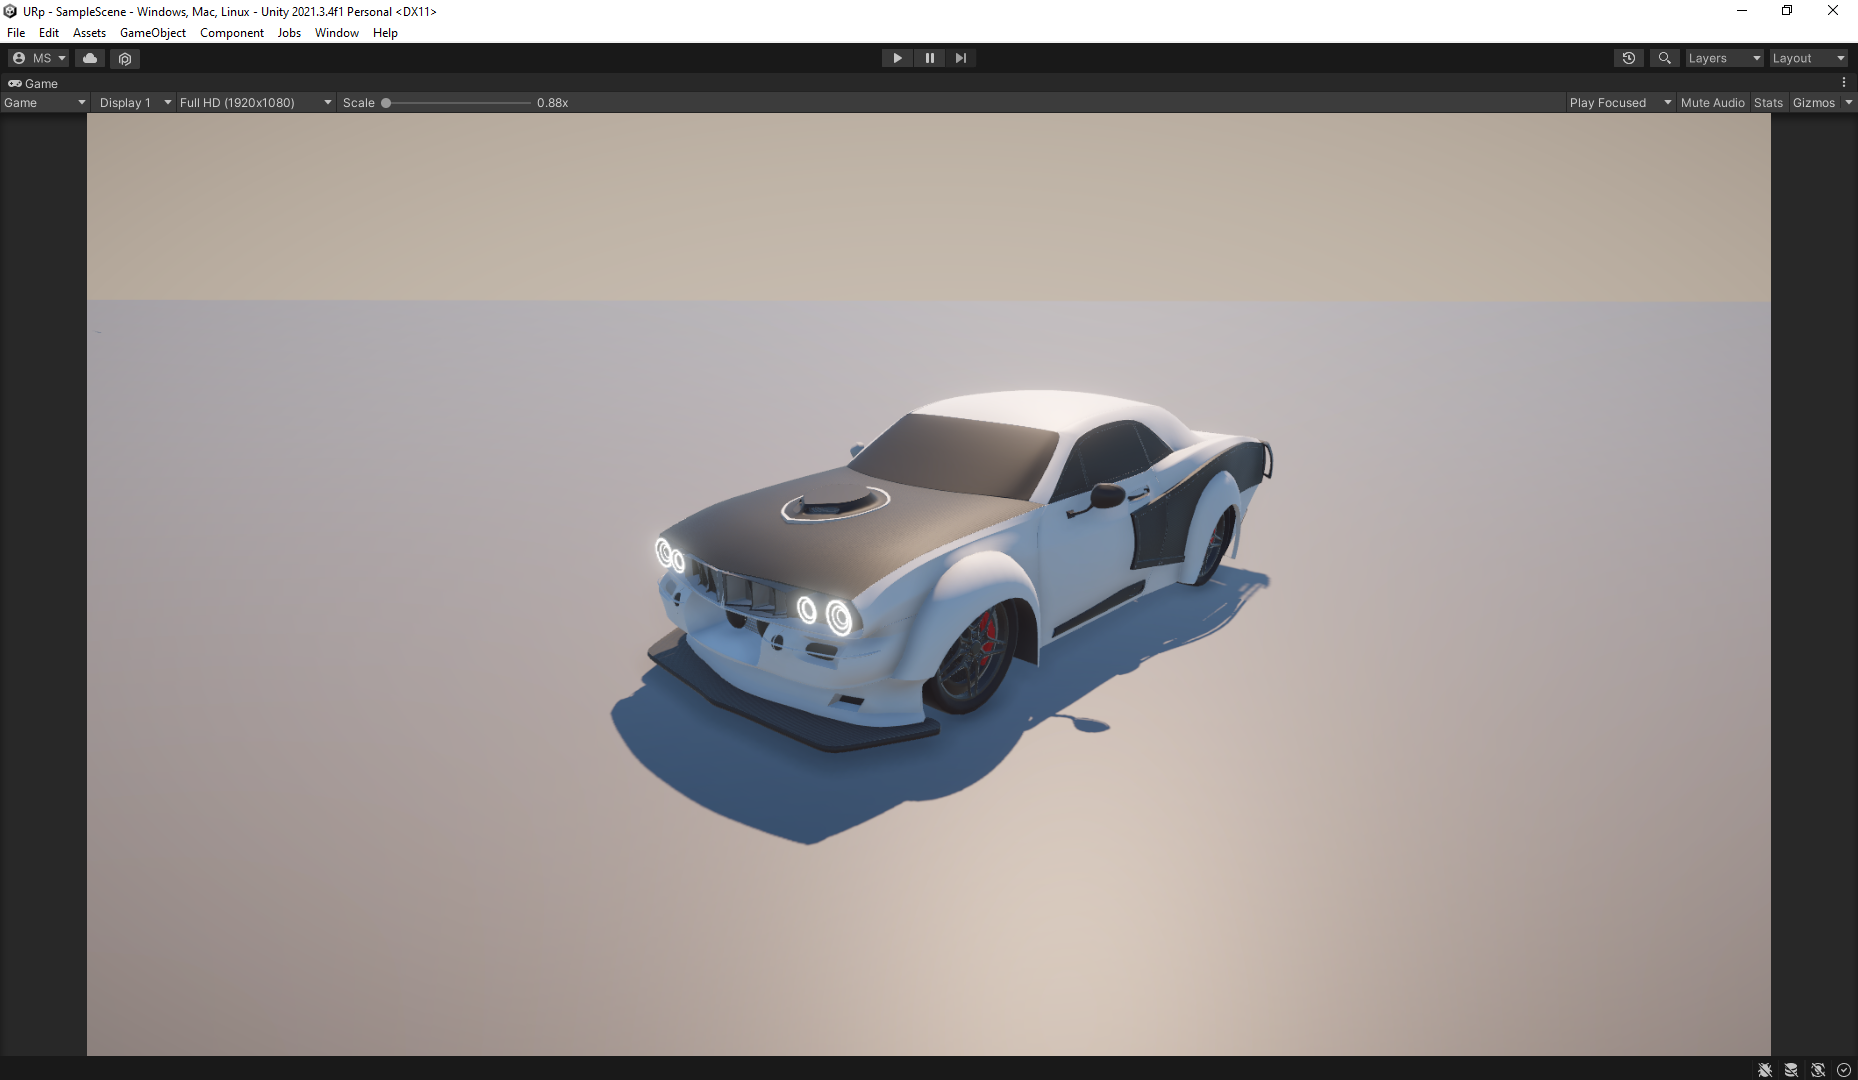 URp - SampleScene - Windows, Mac, Linux - Unity 2021.3.4f1 Personal <DX11>
File Edit Assets GameObject Component Jobs Window Help
MS Layers Layout
Game
Game Display 1 Full HD (1920x1080) Scale 0.88x Play Focused Mute Audio Stats Gizmos